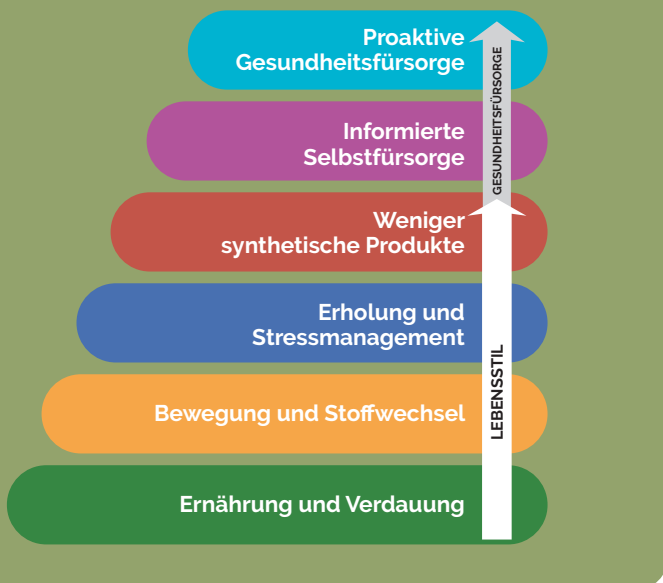 Proaktive
Gesundheitsfürsorge
Informierte
Selbstfürsorge
Weniger
synthetische Produkte
Erholung und
Stressmanagement
Bewegung und Stoffwechsel
Ernährung und Verdauung
GESUNDHEITSFÜRSORGE
LEBENSSTIL